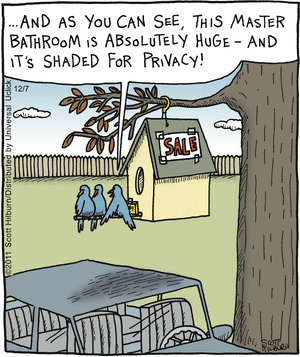 ...AND AS YOU CAN SEE, THIS MASTER
BATHROOM IS ABSOLUTELY HUGE - AND
IT'S SHADED FOR PRIVACY!
12/7
SALE
©2011 Scott Hilburn/Distributed by Universal Uclick
SCOTT
HILBURN